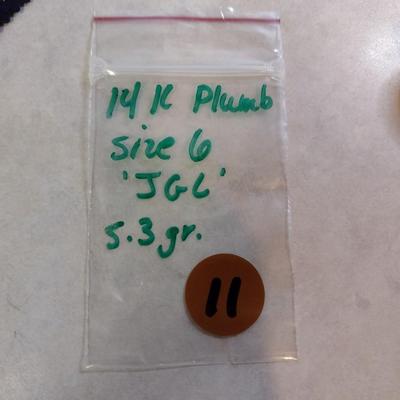 14 K Plumb
size 6
'JGL'
5.3 gr.
11